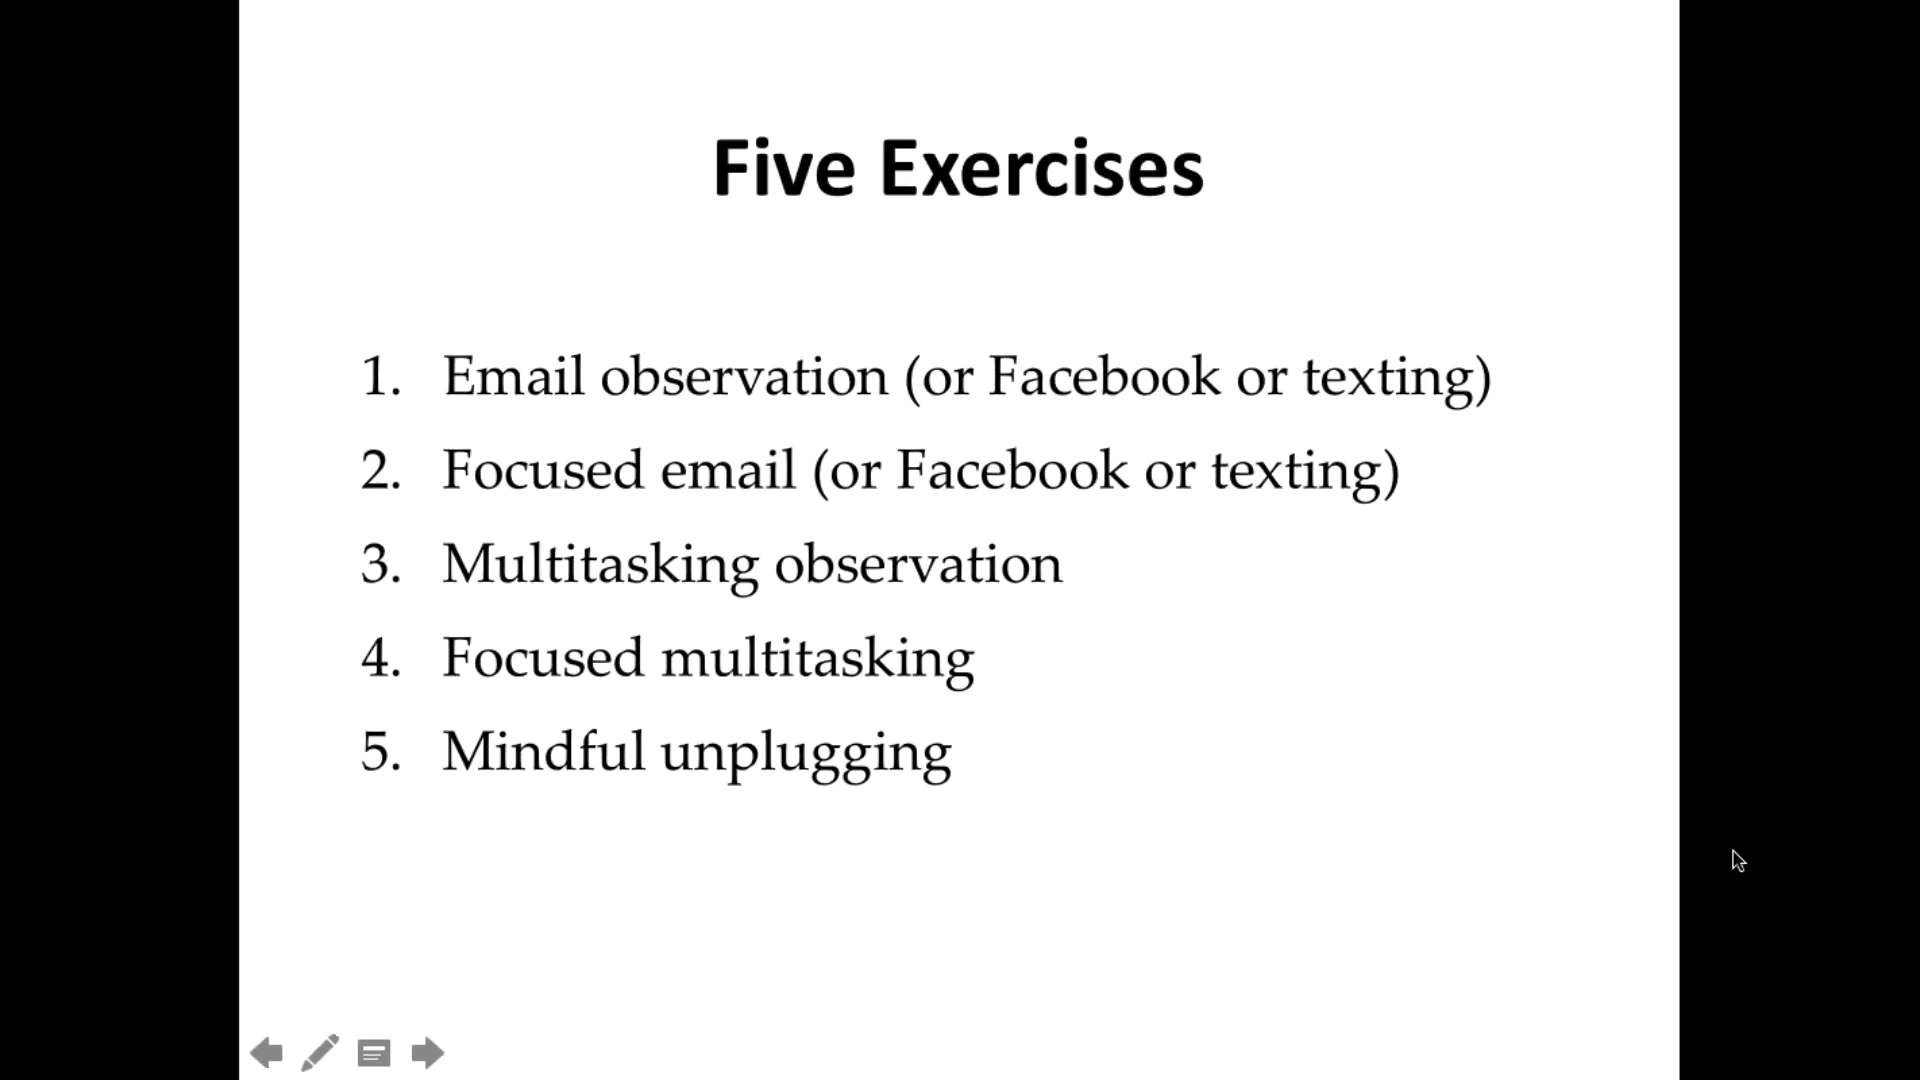 Five Exercises
1. Email observation (or Facebook or texting)
2. Focused email (or Facebook or texting)
3. Multitasking observation
4. Focused multitasking
5. Mindful unplugging